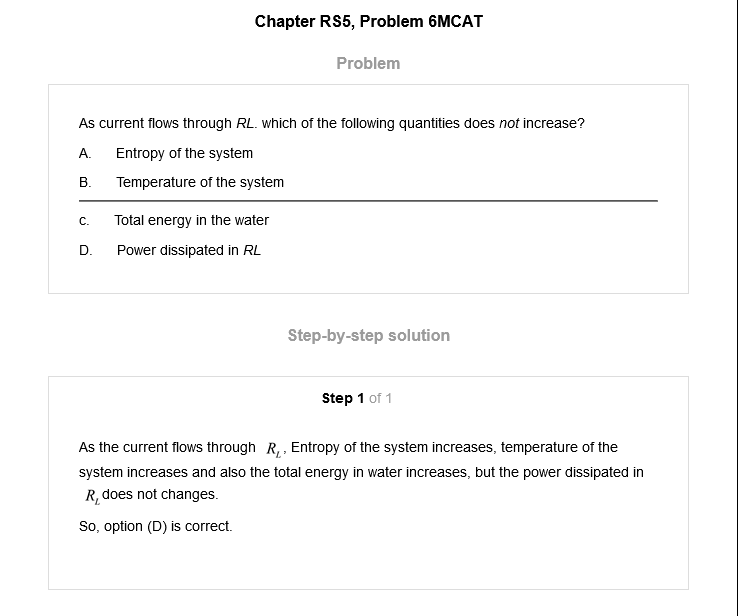 Chapter RS5, Problem 6MCAT
Problem
As current flows through RL. which of the following quantities does not increase?
A. Entropy of the system
B. Temperature of the system
c. Total energy in the water
D. Power dissipated in RL
Step-by-step solution
Step 1 of 1
As the current flows through R_L, Entropy of the system increases, temperature of the
system increases and also the total energy in water increases, but the power dissipated in
R_L does not changes.
So, option (D) is correct.